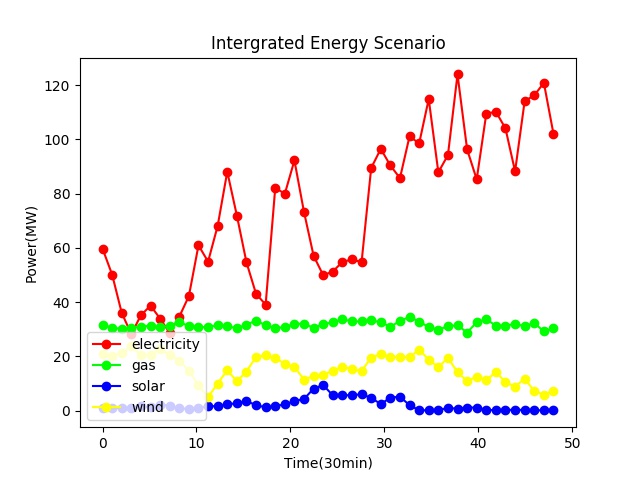 Intergrated Energy Scenario
Power(MW)
120
100
80
60
40
20
0
electricity
gas
solar
wind
0 10 20 30 40 50
Time(30min)